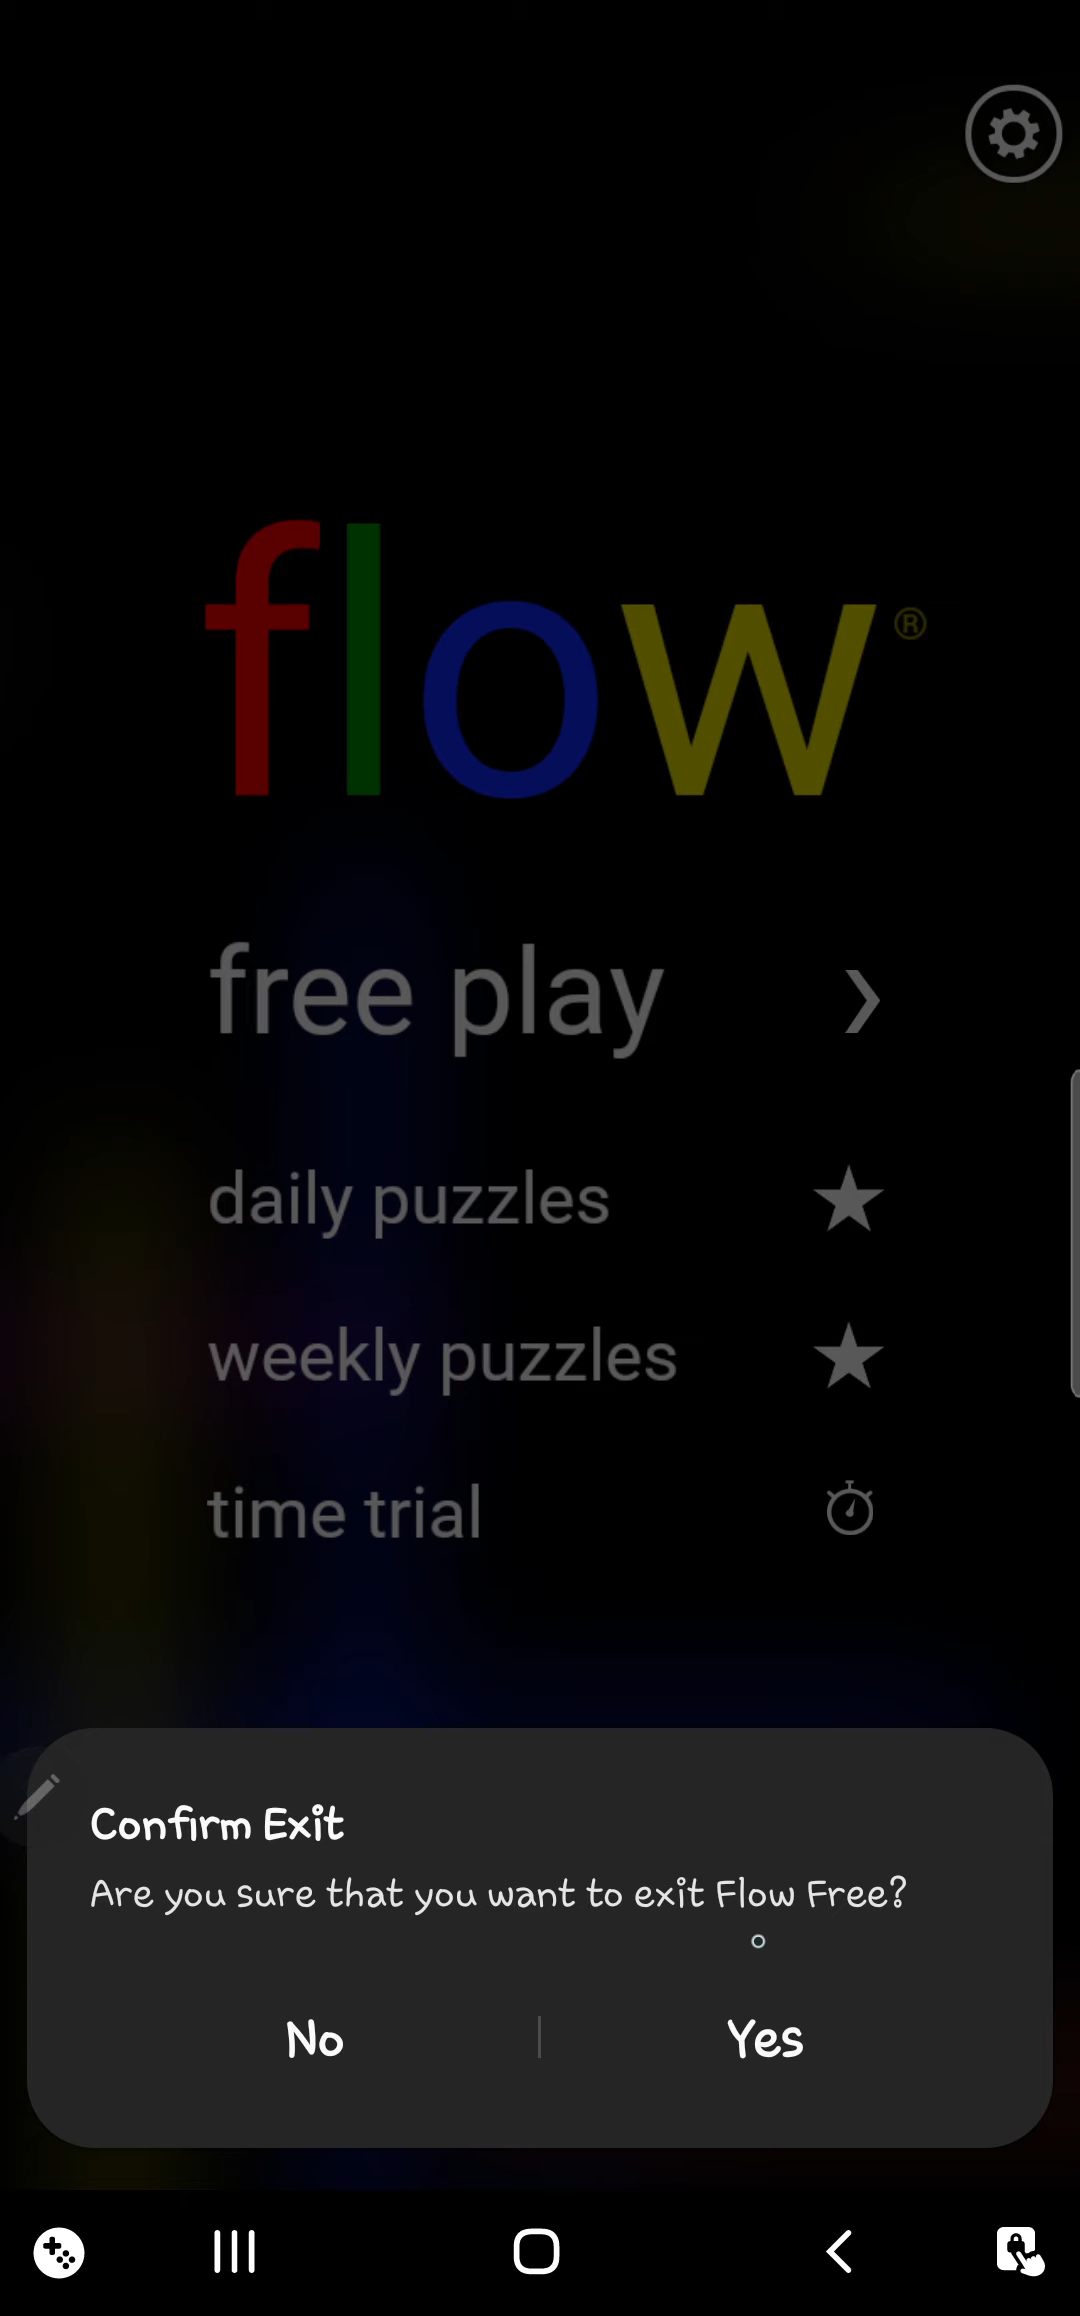 flow®
free play
daily puzzles
weekly puzzles
time trial
Confirm Exit
Are you sure that you want to exit Flow Free?
No
Yes